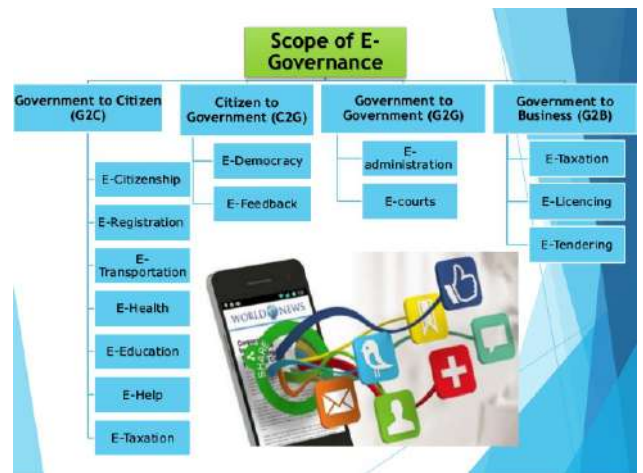 Scope of E-
Governance
Government to Citizen
(G2C)
E-Citizenship
E-Registration
E-
Transportation
E-Health
E-Education
E-Help
E-Taxation
Citizen to
Government (C2G)
E-Democracy
E-Feedback
Government to
Government (G2G)
E-
administration
E-courts
Government to
Business (G2B)
E-Taxation
E-Licencing
E-Tendering
WORLD NEWS
SHARE